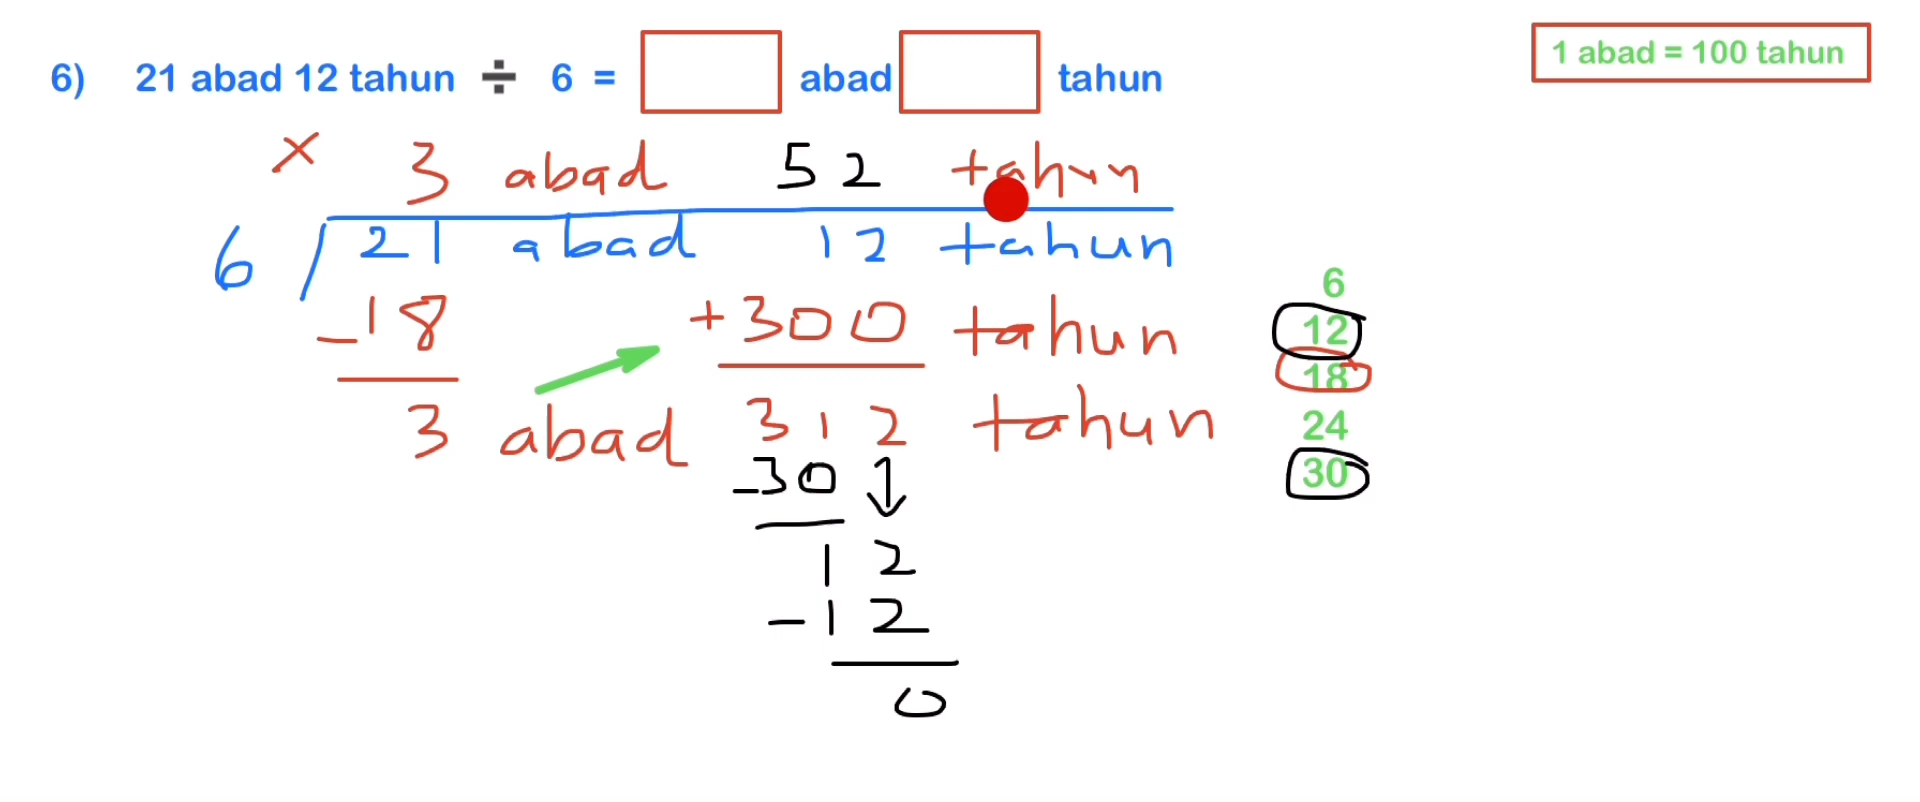 6) 21 abad 12 tahun ÷ 6 = abad tahun
1 abad = 100 tahun
× 3 abad 52 tahun
6 21 abad 12 tahun
-18 +300 tahun
3 abad 312 tahun
-30
12
-12
0
6
12
18
24
30